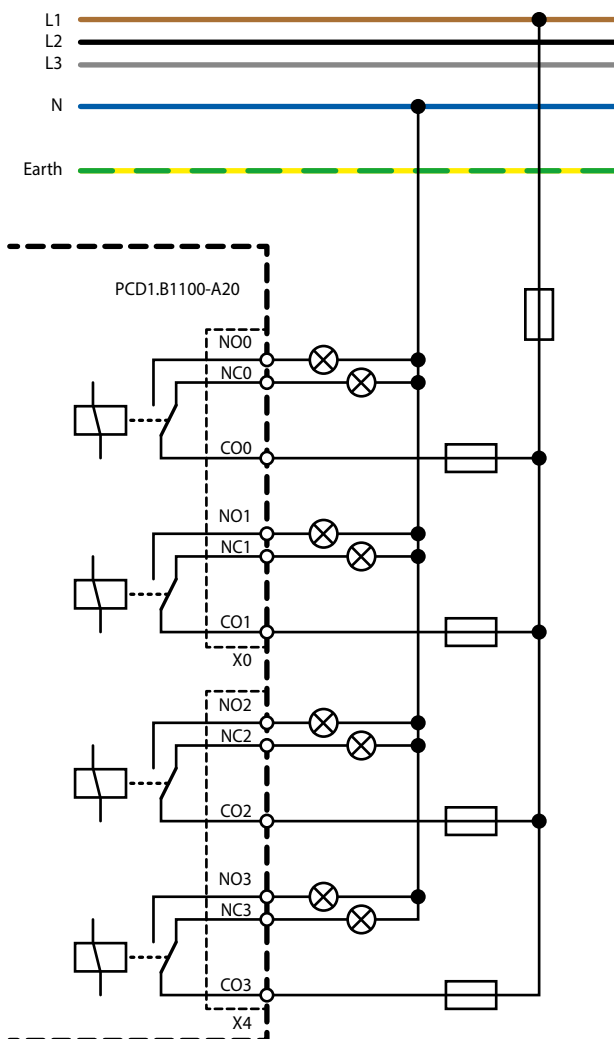 L1
L2
L3
N
Earth
PCD1.B1100-A20
NO0
NC0
CO0
NO1
NC1
CO1
X0
NO2
NC2
CO2
NO3
NC3
CO3
X4